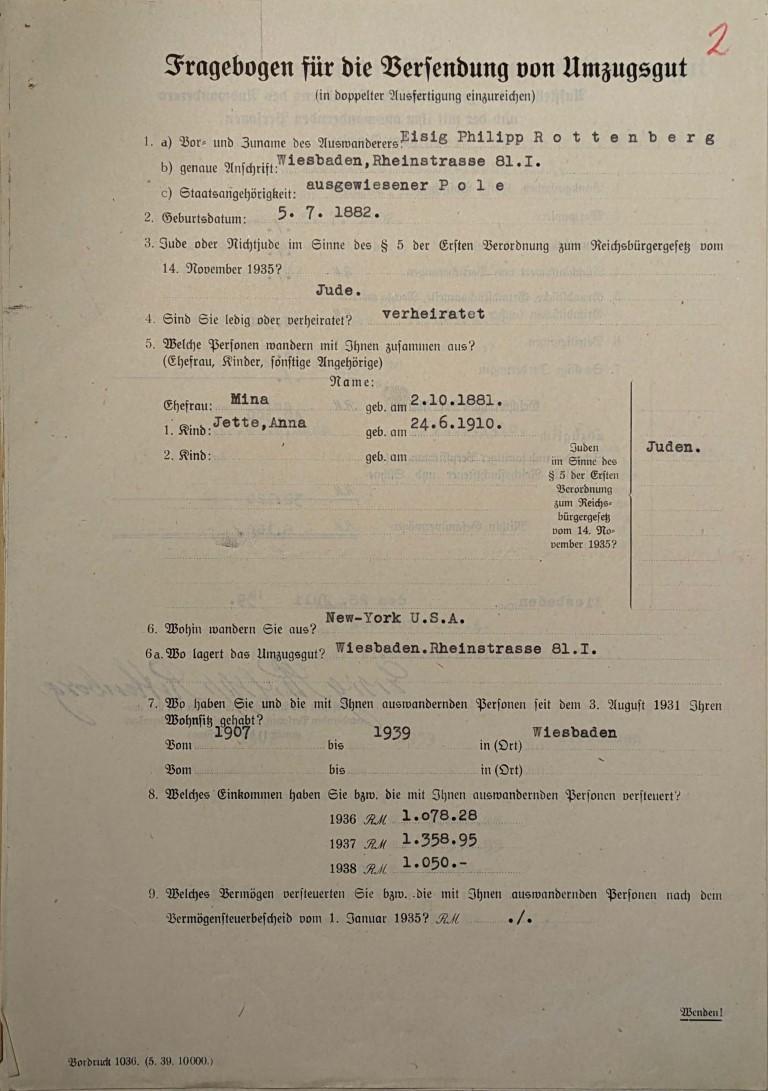 2
Fragebogen für die Versendung von Umzugsgut
(in doppelter Ausfertigung einzureichen)
1. a) Vor- und Zuname des Auswanderers: Eisig Philipp R o t t e n b e r g
b) genaue Anschrift: Wiesbaden,Rheinstrasse 81.I.
c) Staatsangehörigkeit: ausgewiesener P o l e
2. Geburtsdatum: 5. 7. 1882.
3. Jude oder Nichtjude im Sinne des § 5 der Ersten Verordnung zum Reichsbürgergesetz vom
14. November 1935?
Jude.
4. Sind Sie ledig oder verheiratet? verheiratet
5. Welche Personen wandern mit Ihnen zusammen aus?
(Ehefrau, Kinder, sonstige Angehörige)
Name:
Ehefrau: Mina geb. am 2.10.1881.
1. Kind: Jette,Anna geb. am 24.6.1910.
2. Kind: geb. am
Juden
im Sinne des
§ 5 der Ersten
Verordnung
zum Reichs-
bürgergesetz
vom 14. No-
vember 1935?
Juden.
6. Wohin wandern Sie aus? New-York U.S.A.
6a. Wo lagert das Umzugsgut? Wiesbaden.Rheinstrasse 81.I.
7. Wo haben Sie und die mit Ihnen auswandernden Personen seit dem 3. August 1931 Ihren
Wohnsitz gehabt?
Vom 1907 bis 1939 in (Ort) Wiesbaden
Vom bis in (Ort)
8. Welches Einkommen haben Sie bzw. die mit Ihnen auswandernden Personen versteuert?
1936 RM 1.o78.28
1937 RM 1.358.95
1938 RM 1.050.-
9. Welches Vermögen versteuerten Sie bzw. die mit Ihnen auswandernden Personen nach dem
Vermögensteuerbescheid vom 1. Januar 1935? RM ./.
Wenden!
Vordruck 1036. (5. 39. 10000.)